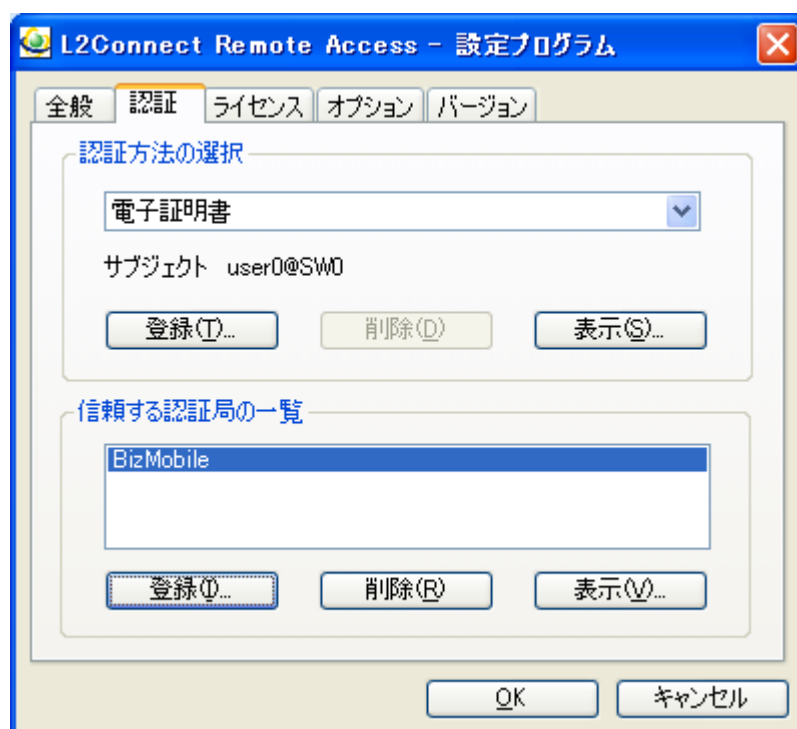 L2Connect Remote Access - 設定プログラム
全般 認証 ライセンス オプション バージョン
認証方法の選択
電子証明書
サブジェクト user0@SW0
登録(T)... 削除(D) 表示(S)...
信頼する認証局の一覧
BizMobile
登録(I)... 削除(R) 表示(V)...
OK キャンセル